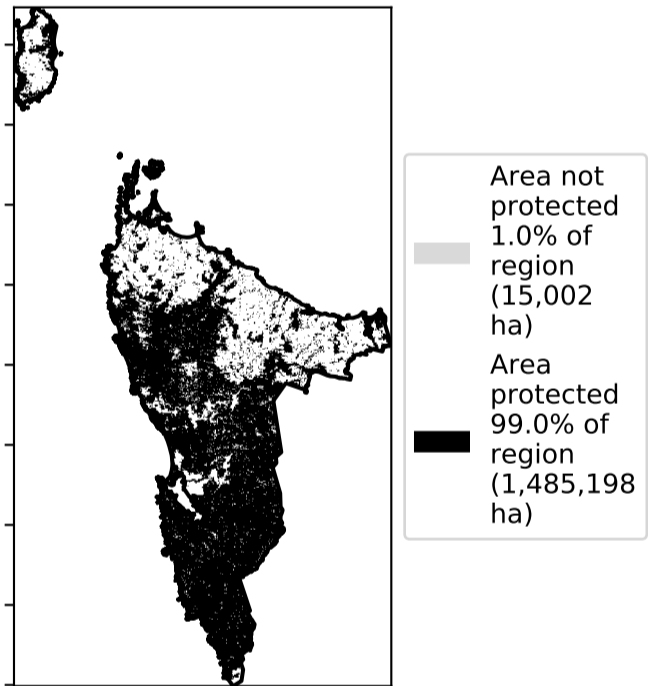 Area not
protected
1.0% of
region
(15,002
ha)
Area
protected
99.0% of
region
(1,485,198
ha)